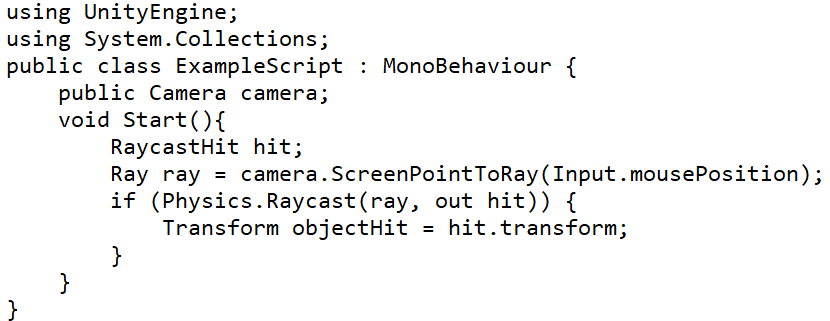 using UnityEngine;
using System.Collections;
public class ExampleScript : MonoBehaviour {
    public Camera camera;
    void Start(){
        RaycastHit hit;
        Ray ray = camera.ScreenPointToRay(Input.mousePosition);
        if (Physics.Raycast(ray, out hit)) {
            Transform objectHit = hit.transform;
        }
    }
}